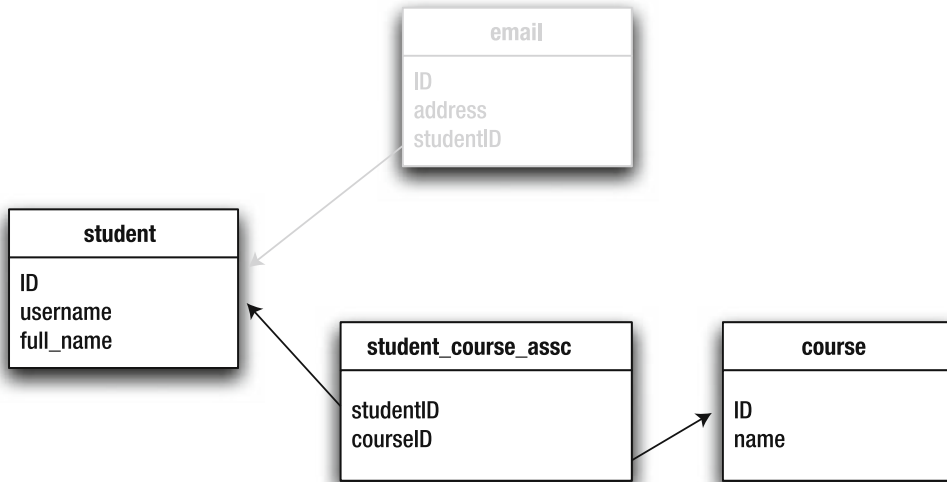 email
ID
address
studentID
student
ID
username
full_name
student_course_assc
studentID
courseID
course
ID
name